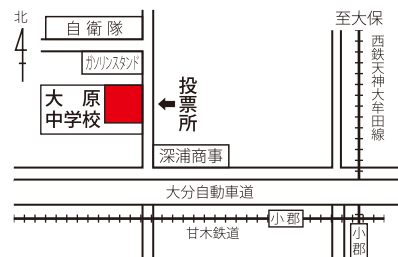 北
自衛隊
至大保
ガソリンスタンド
西鉄天神大牟田線
大原
中学校
投票所
深浦商事
大分自動車道
小郡
甘木鉄道
小郡